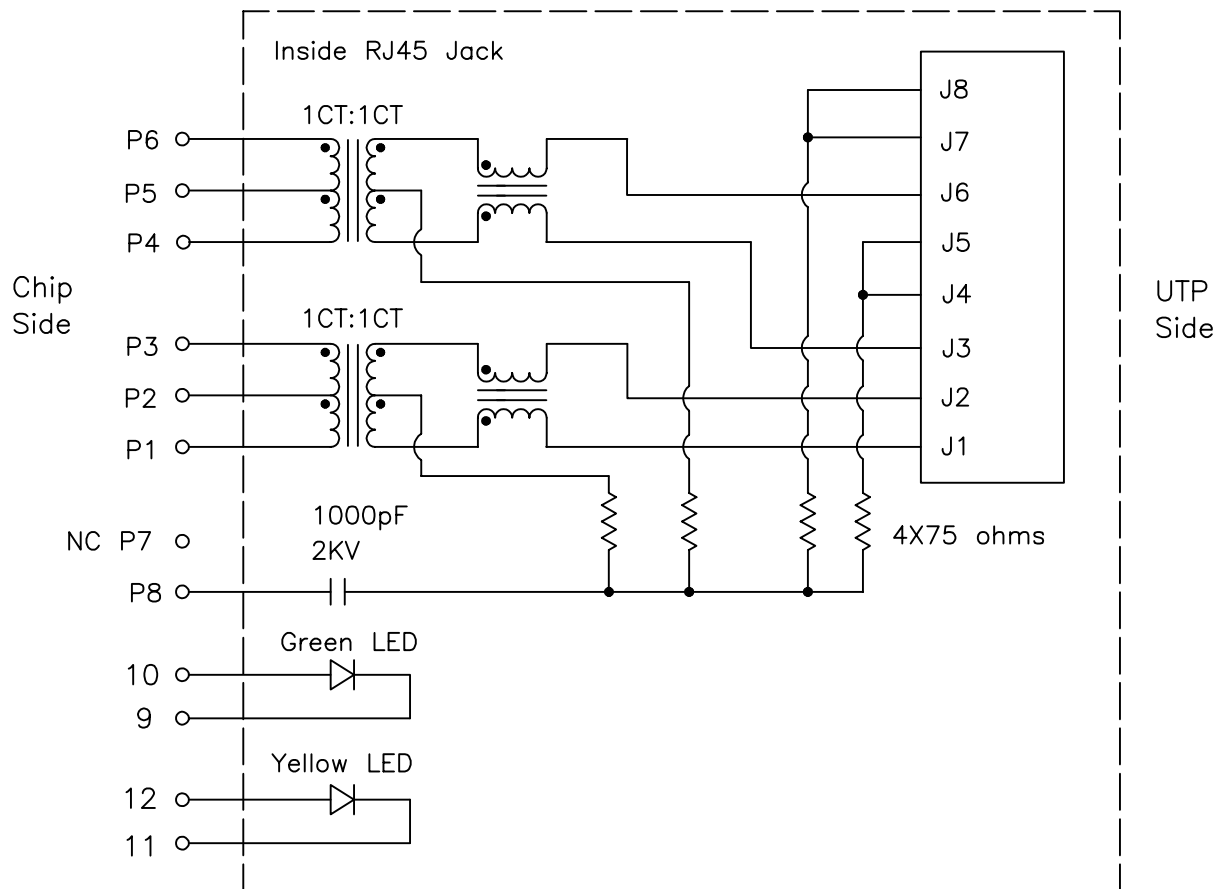 Inside RJ45 Jack
1CT:1CT
P6
P5
P4
Chip
Side
1CT:1CT
P3
P2
P1
NC P7
1000pF
2KV
P8
Green LED
10
9
Yellow LED
12
11
J8
J7
J6
J5
J4
J3
J2
J1
4X75 ohms
UTP
Side